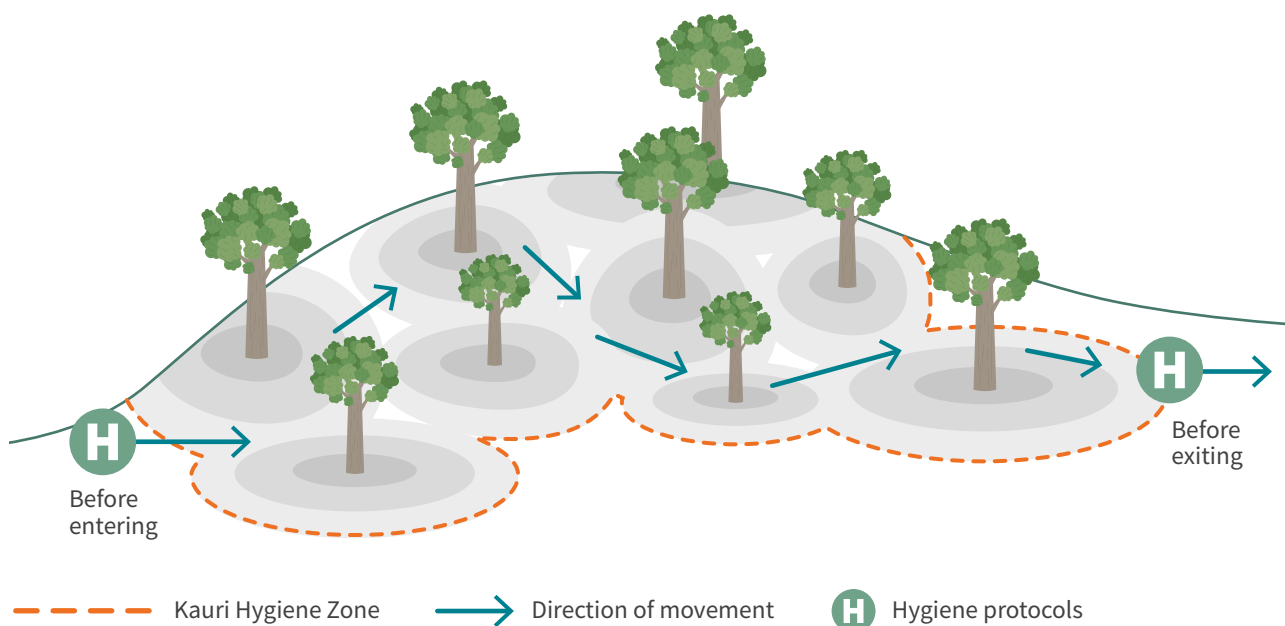 H
Before
entering
H
Before
exiting
Kauri Hygiene Zone
Direction of movement
H Hygiene protocols